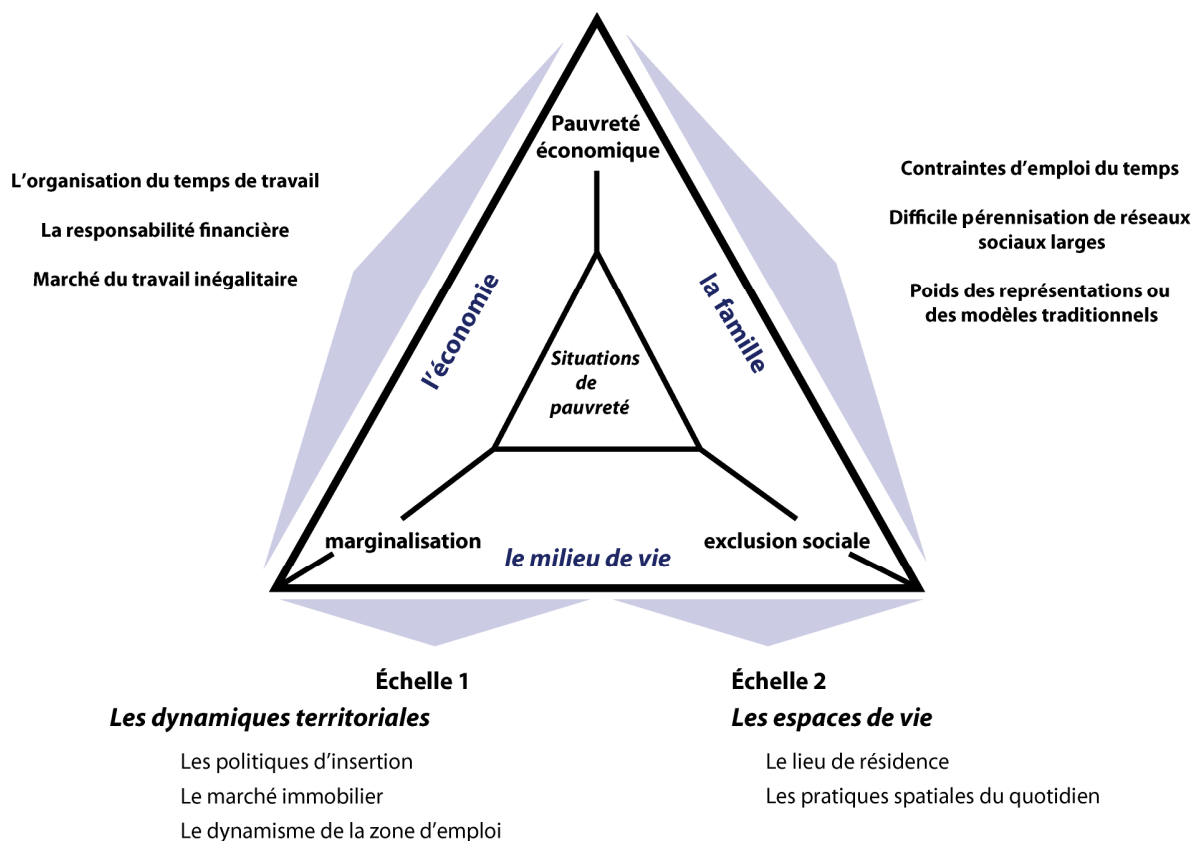 Pauvreté
économique
L'organisation du temps de travail
La responsabilité financière
Marché du travail inégalitaire
Contraintes d'emploi du temps
Difficile pérennisation de réseaux
sociaux larges
Poids des représentations ou
des modèles traditionnels
l'économie
la famille
Situations
de
pauvreté
marginalisation
exclusion sociale
le milieu de vie
Échelle 1
Les dynamiques territoriales
Les politiques d'insertion
Le marché immobilier
Le dynamisme de la zone d'emploi
Échelle 2
Les espaces de vie
Le lieu de résidence
Les pratiques spatiales du quotidien